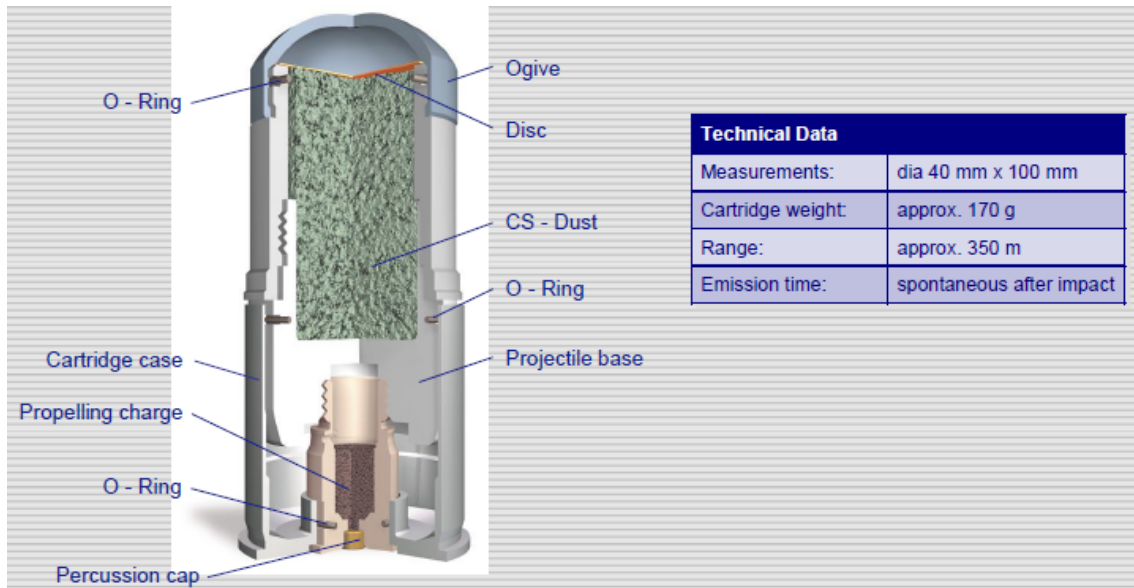 Ogive
O - Ring
Disc
CS - Dust
O - Ring
Cartridge case
Projectile base
Propelling charge
O - Ring
Percussion cap
Technical Data
Measurements: dia 40 mm x 100 mm
Cartridge weight: approx. 170 g
Range: approx. 350 m
Emission time: spontaneous after impact